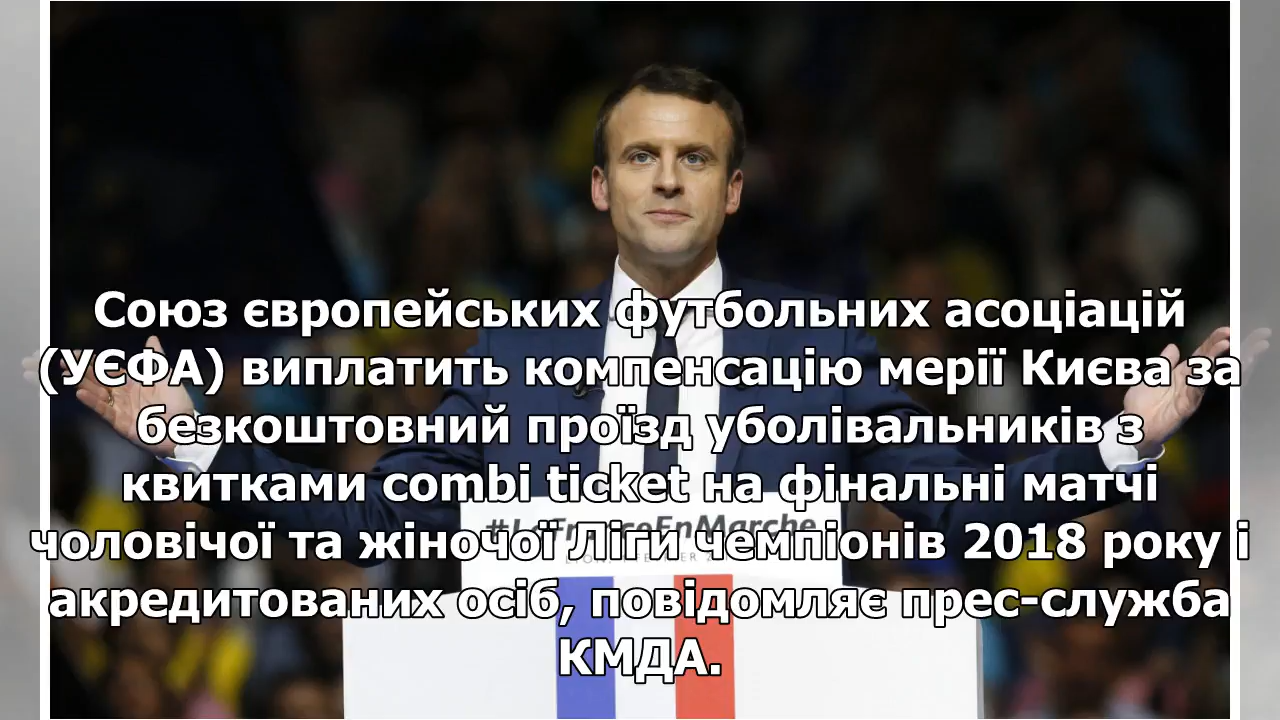 Союз європейських футбольних асоціацій
(УЄФА) виплатить компенсацію мерії Києва за
безкоштовний проїзд уболівальників з
квитками combi ticket на фінальні матчі
#LaFranceEnMarche
чоловічої та жіночої Ліги чемпіонів 2018 року і
акредитованих осіб, повідомляє прес-служба
КМДА.